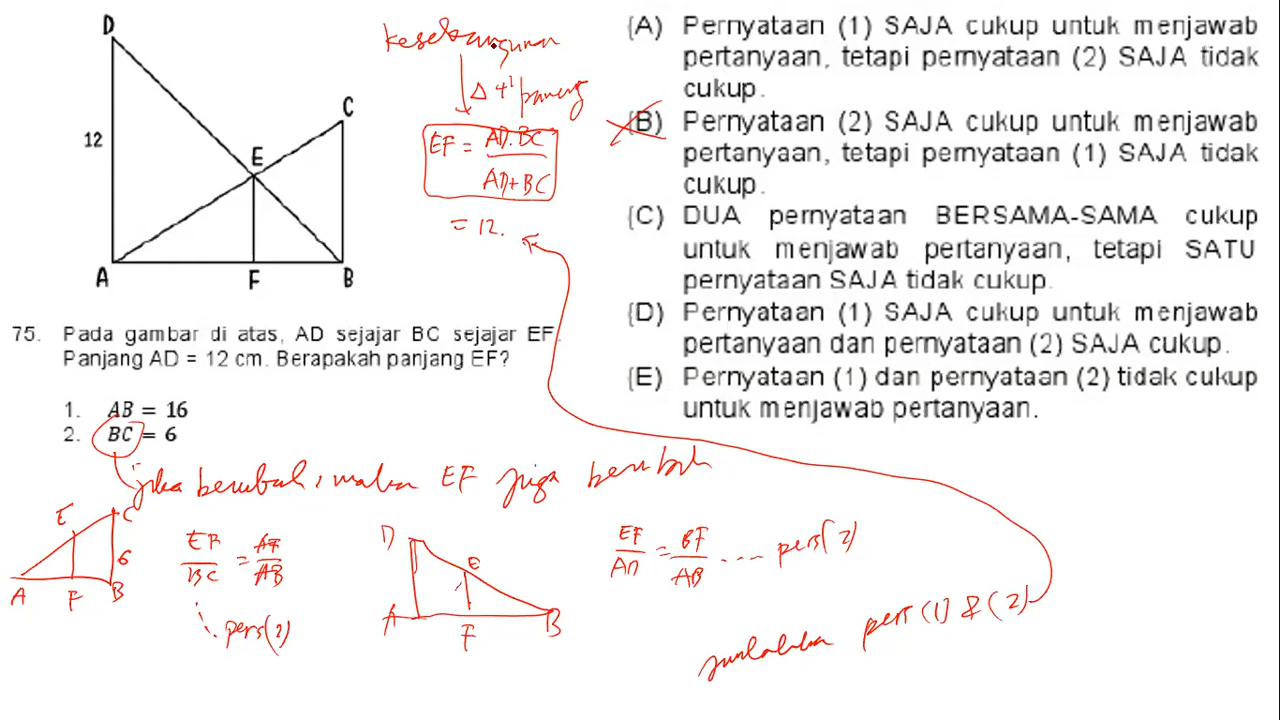 D
12
E
C
A
F
B
75. Pada gambar di atas, AD sejajar BC sejajar EF.
Panjang AD = 12 cm. Berapakah panjang EF?
1. AB = 16
2. BC = 6
kesebangunan
Δ
EF = AD.BC
AD+BC
= 12.
(A) Pernyataan (1) SAJA cukup untuk menjawab
pertanyaan, tetapi pernyataan (2) SAJA tidak
cukup.
(B) Pernyataan (2) SAJA cukup untuk menjawab
pertanyaan, tetapi pernyataan (1) SAJA tidak
cukup.
(C) DUA pernyataan BERSAMA-SAMA cukup
untuk menjawab pertanyaan, tetapi SATU
pernyataan SAJA tidak cukup.
(D) Pernyataan (1) SAJA cukup untuk menjawab
pertanyaan dan pernyataan (2) SAJA cukup.
(E) Pernyataan (1) dan pernyataan (2) tidak cukup
untuk menjawab pertanyaan.
jika berubah, maka EF juga berubah
E
C
6
A F B
EF = AF
BC AB
pers(2)
D
E
A
F
B
EF = BF .... pers(2)
AD AB
jumlahkan pers (1) & (2)